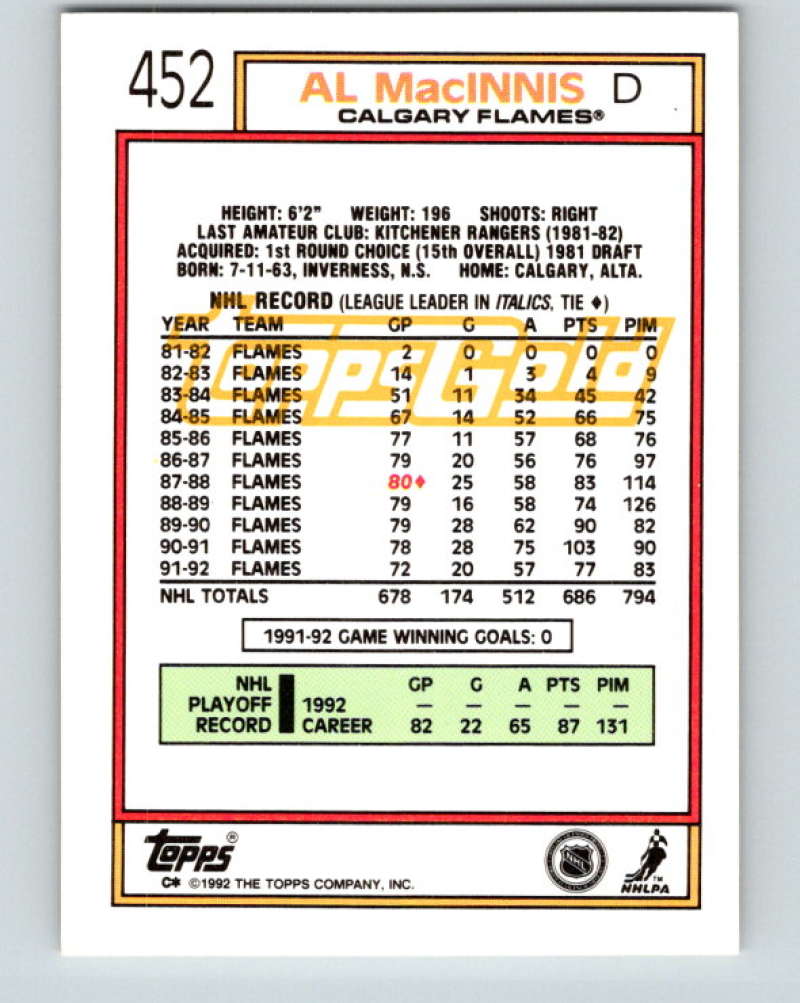 452
AL MacINNIS D
CALGARY FLAMES®
HEIGHT: 6'2" WEIGHT: 196 SHOOTS: RIGHT
LAST AMATEUR CLUB: KITCHENER RANGERS (1981-82)
ACQUIRED: 1st ROUND CHOICE (15th OVERALL) 1981 DRAFT
BORN: 7-11-63, INVERNESS, N.S. HOME: CALGARY, ALTA.
NHL RECORD (LEAGUE LEADER IN ITALICS, TIE ♦)
YEAR TEAM GP G A PTS PIM
ToppsGold
81-82 FLAMES 2 0 0 0 0
82-83 FLAMES 14 1 3 4 9
83-84 FLAMES 51 11 34 45 42
84-85 FLAMES 67 14 52 66 75
85-86 FLAMES 77 11 57 68 76
86-87 FLAMES 79 20 56 76 97
87-88 FLAMES 80♦ 25 58 83 114
88-89 FLAMES 79 16 58 74 126
89-90 FLAMES 79 28 62 90 82
90-91 FLAMES 78 28 75 103 90
91-92 FLAMES 72 20 57 77 83
NHL TOTALS 678 174 512 686 794
1991-92 GAME WINNING GOALS: 0
NHL GP G A PTS PIM
PLAYOFF 1992 — — — — —
RECORD CAREER 82 22 65 87 131
TOPPS®
C* ©1992 THE TOPPS COMPANY, INC.
NHL
™
NHLPA